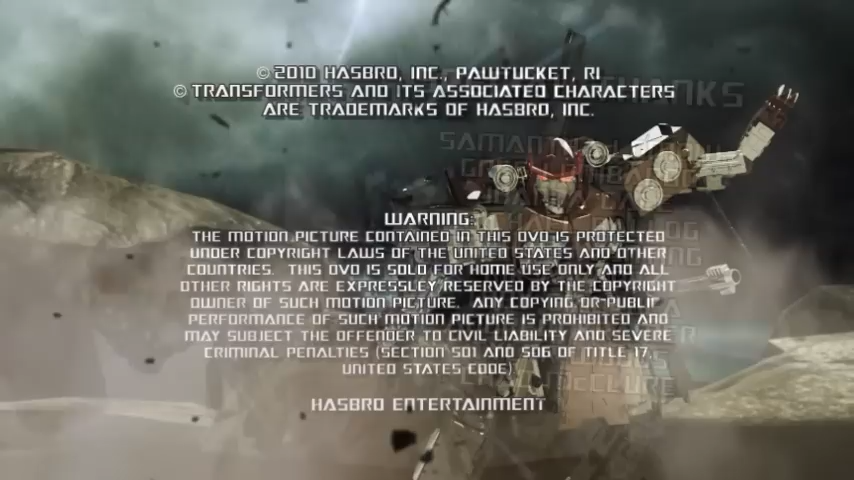 © 2010 HASBRO, INC., PAWTUCKET, RI
© TRANSFORMERS AND ITS ASSOCIATED CHARACTERS
ARE TRADEMARKS OF HASBRO, INC.
WARNING:
THE MOTION PICTURE CONTAINED IN THIS DVD IS PROTECTED
UNDER COPYRIGHT LAWS OF THE UNITED STATES AND OTHER
COUNTRIES. THIS DVD IS SOLD FOR HOME USE ONLY AND ALL
OTHER RIGHTS ARE EXPRESSLEY RESERVED BY THE COPYRIGHT
OWNER OF SUCH MOTION PICTURE. ANY COPYING OR PUBLIC
PERFORMANCE OF SUCH MOTION PICTURE IS PROHIBITED AND
MAY SUBJECT THE OFFENDER TO CIVIL LIABILITY AND SEVERE
CRIMINAL PENALTIES (SECTION 501 AND 506 OF TITLE 17,
UNITED STATES CODE)
HASBRO ENTERTAINMENT